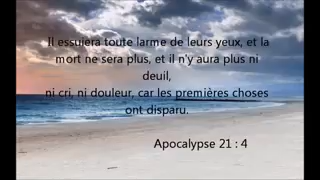 Il essuiera toute larme de leurs yeux, et la
mort ne sera plus, et il n'y aura plus ni
deuil,
ni cri, ni douleur, car les premières choses
ont disparu.
Apocalypse 21 : 4